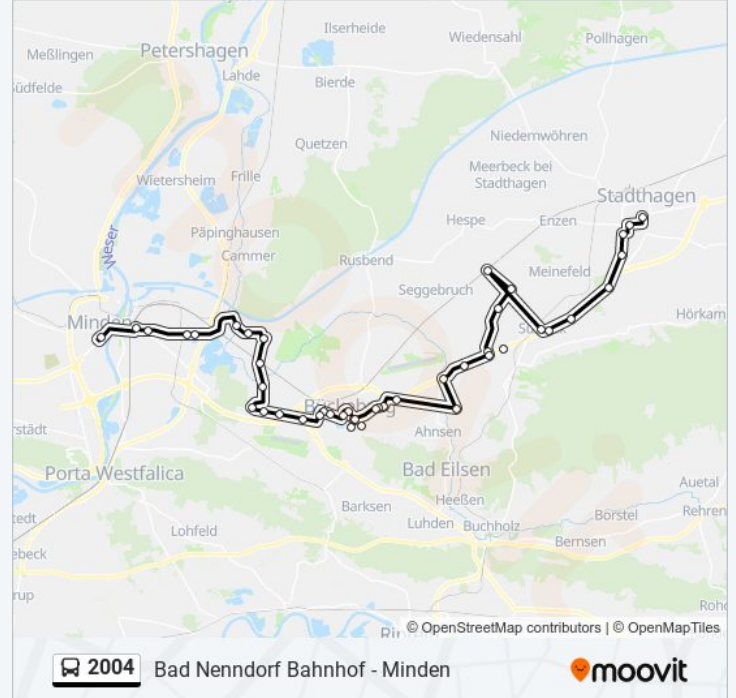 Ilserheide
Wiedensahl
Pollhagen
Meßlingen
Petershagen
Lahde
Bierde
üdfelde
Quetzen
Niedernwöhren
Meerbeck bei
Stadthagen
Wietersheim
Frille
Stadthagen
Hespe
Enzen
Weser
Päpinghausen
Cammer
Rusbend
Meinefeld
Seggebruch
Minden
Hörkam
Ahnsen
rstädt
Porta Westfalica
Bad Eilsen
Auetal
Heeßen
Rehren
Barksen
Borstel
tedt
Luhden
Buchholz
Lohfeld
Bernsen
ebeck
rup
© OpenStreetMap contributors | © OpenMapTiles
2004 Bad Nenndorf Bahnhof - Minden
moovit